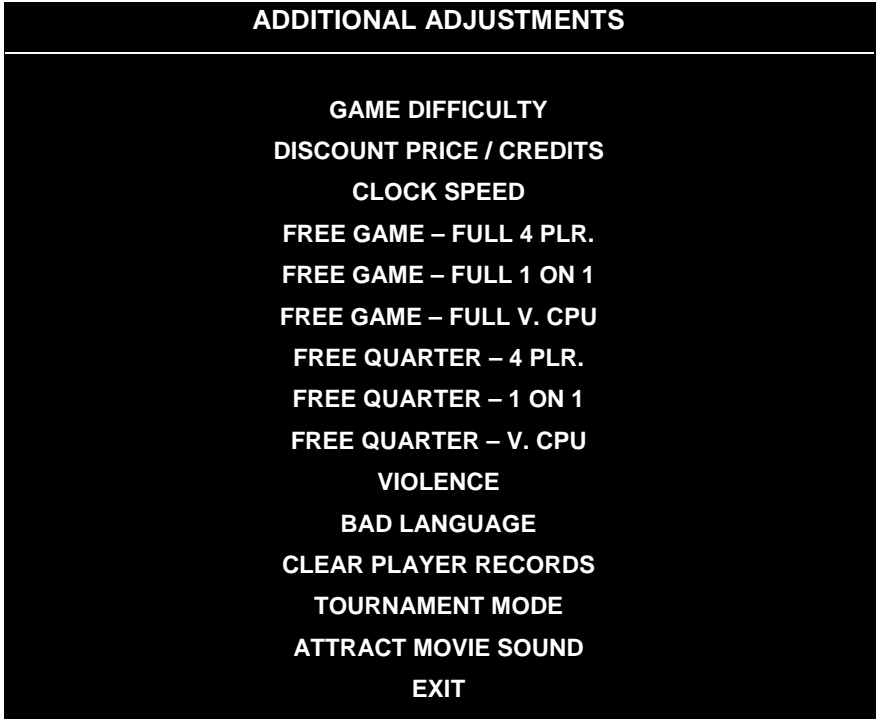 ADDITIONAL ADJUSTMENTS
GAME DIFFICULTY
DISCOUNT PRICE / CREDITS
CLOCK SPEED
FREE GAME – FULL 4 PLR.
FREE GAME – FULL 1 ON 1
FREE GAME – FULL V. CPU
FREE QUARTER – 4 PLR.
FREE QUARTER – 1 ON 1
FREE QUARTER – V. CPU
VIOLENCE
BAD LANGUAGE
CLEAR PLAYER RECORDS
TOURNAMENT MODE
ATTRACT MOVIE SOUND
EXIT